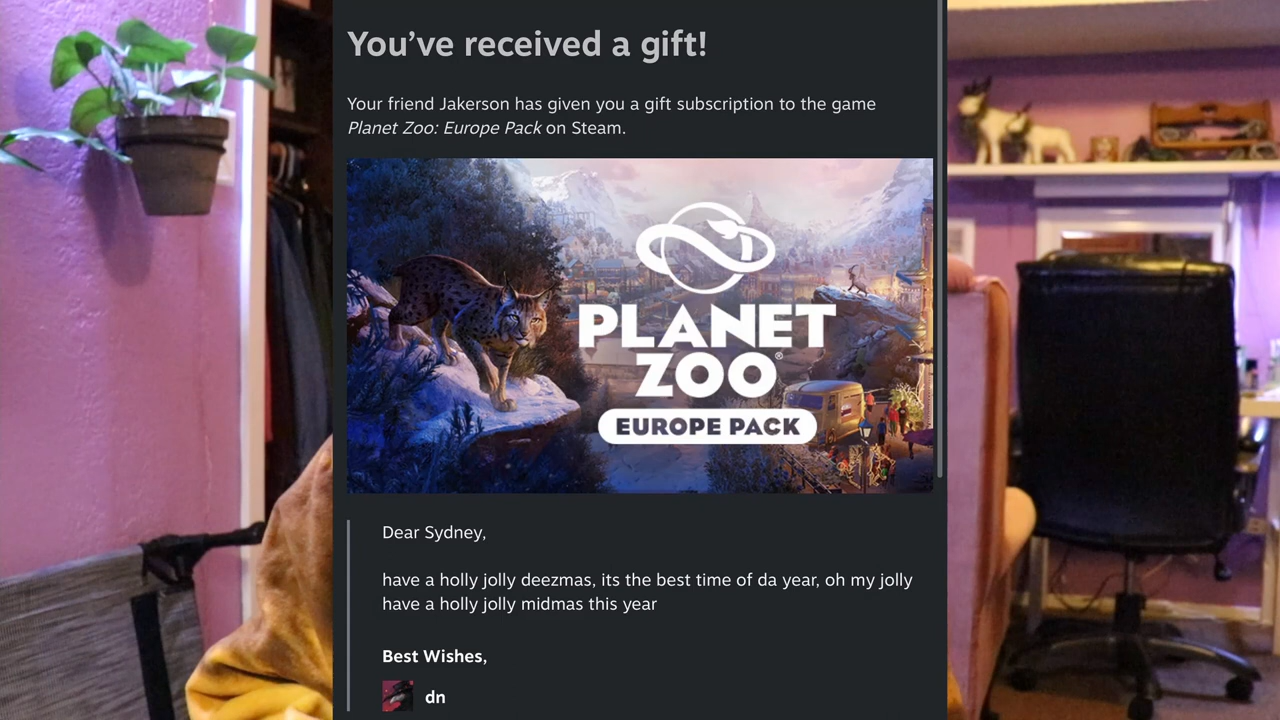 You’ve received a gift!
Your friend Jakerson has given you a gift subscription to the game
Planet Zoo: Europe Pack on Steam.
PLANET
ZOO®
EUROPE PACK
Dear Sydney,
have a holly jolly deezmas, its the best time of da year, oh my jolly
have a holly jolly midmas this year
Best Wishes,
dn